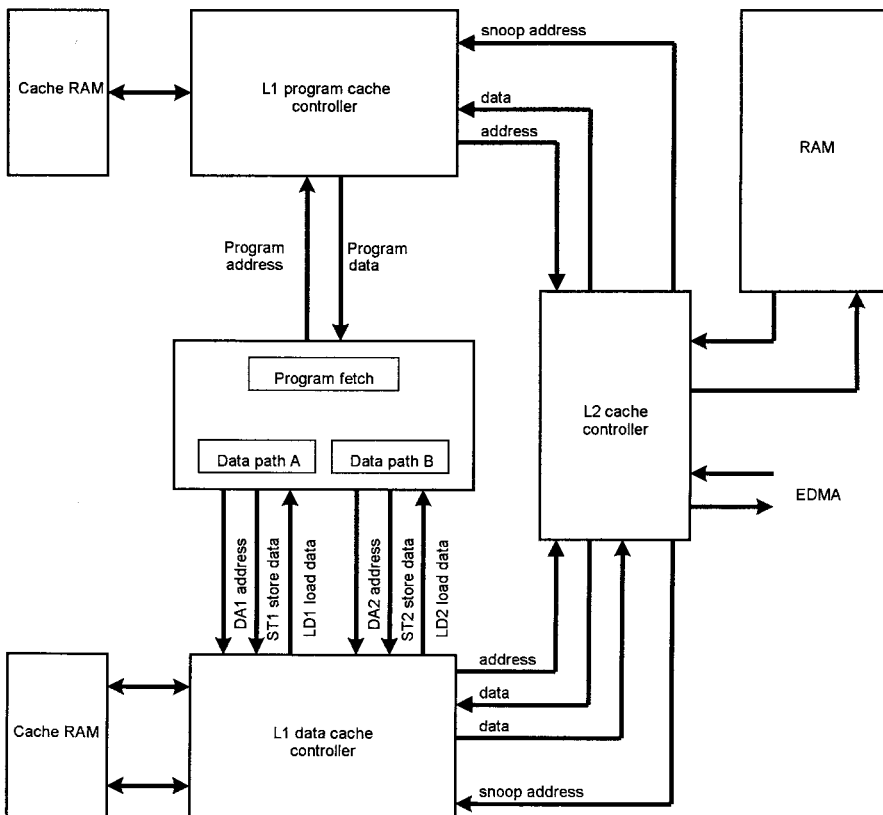 snoop address
Cache RAM
L1 program cache
controller
data
address
RAM
Program
address
Program
data
Program fetch
L2 cache
controller
Data path A
Data path B
EDMA
DA1 address
ST1 store data
LD1 load data
DA2 address
ST2 store data
LD2 load data
address
data
Cache RAM
L1 data cache
controller
data
snoop address